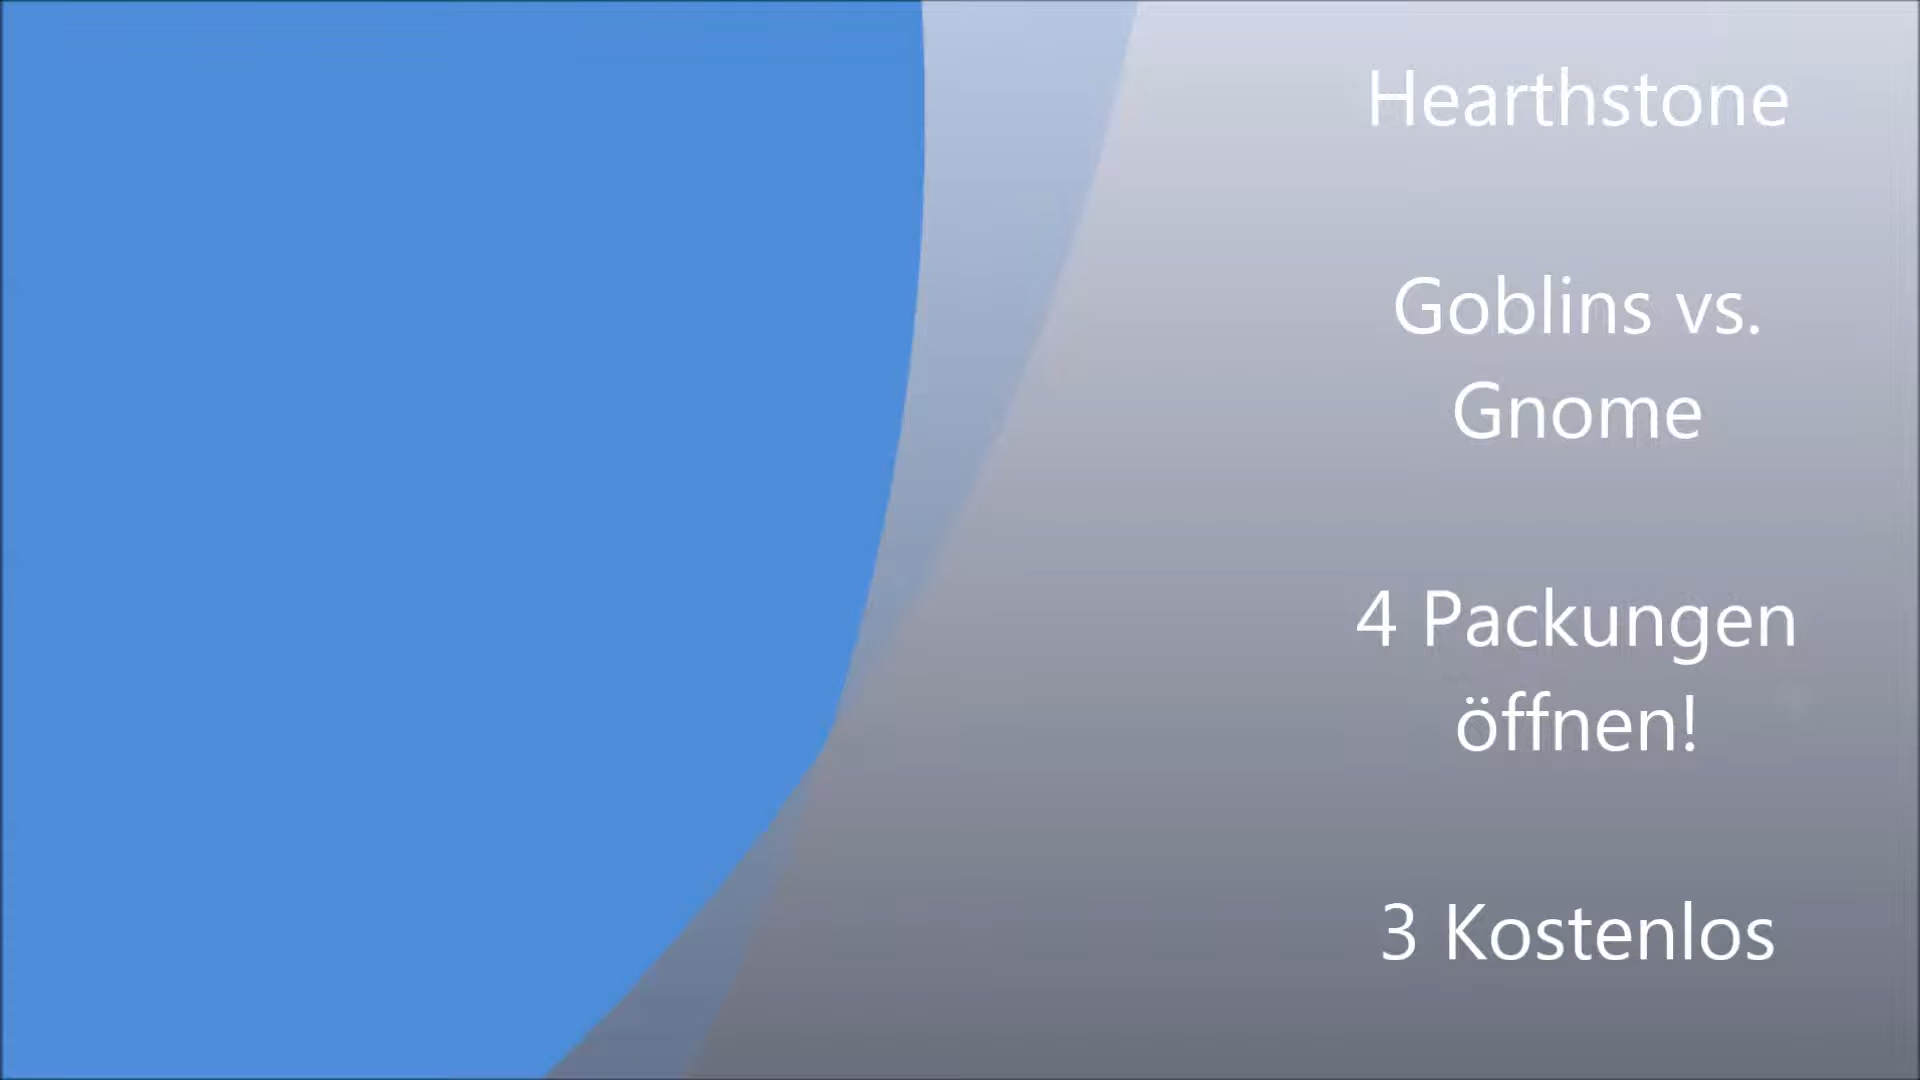 Hearthstone
Goblins vs.
Gnome
4 Packungen
öffnen!
3 Kostenlos